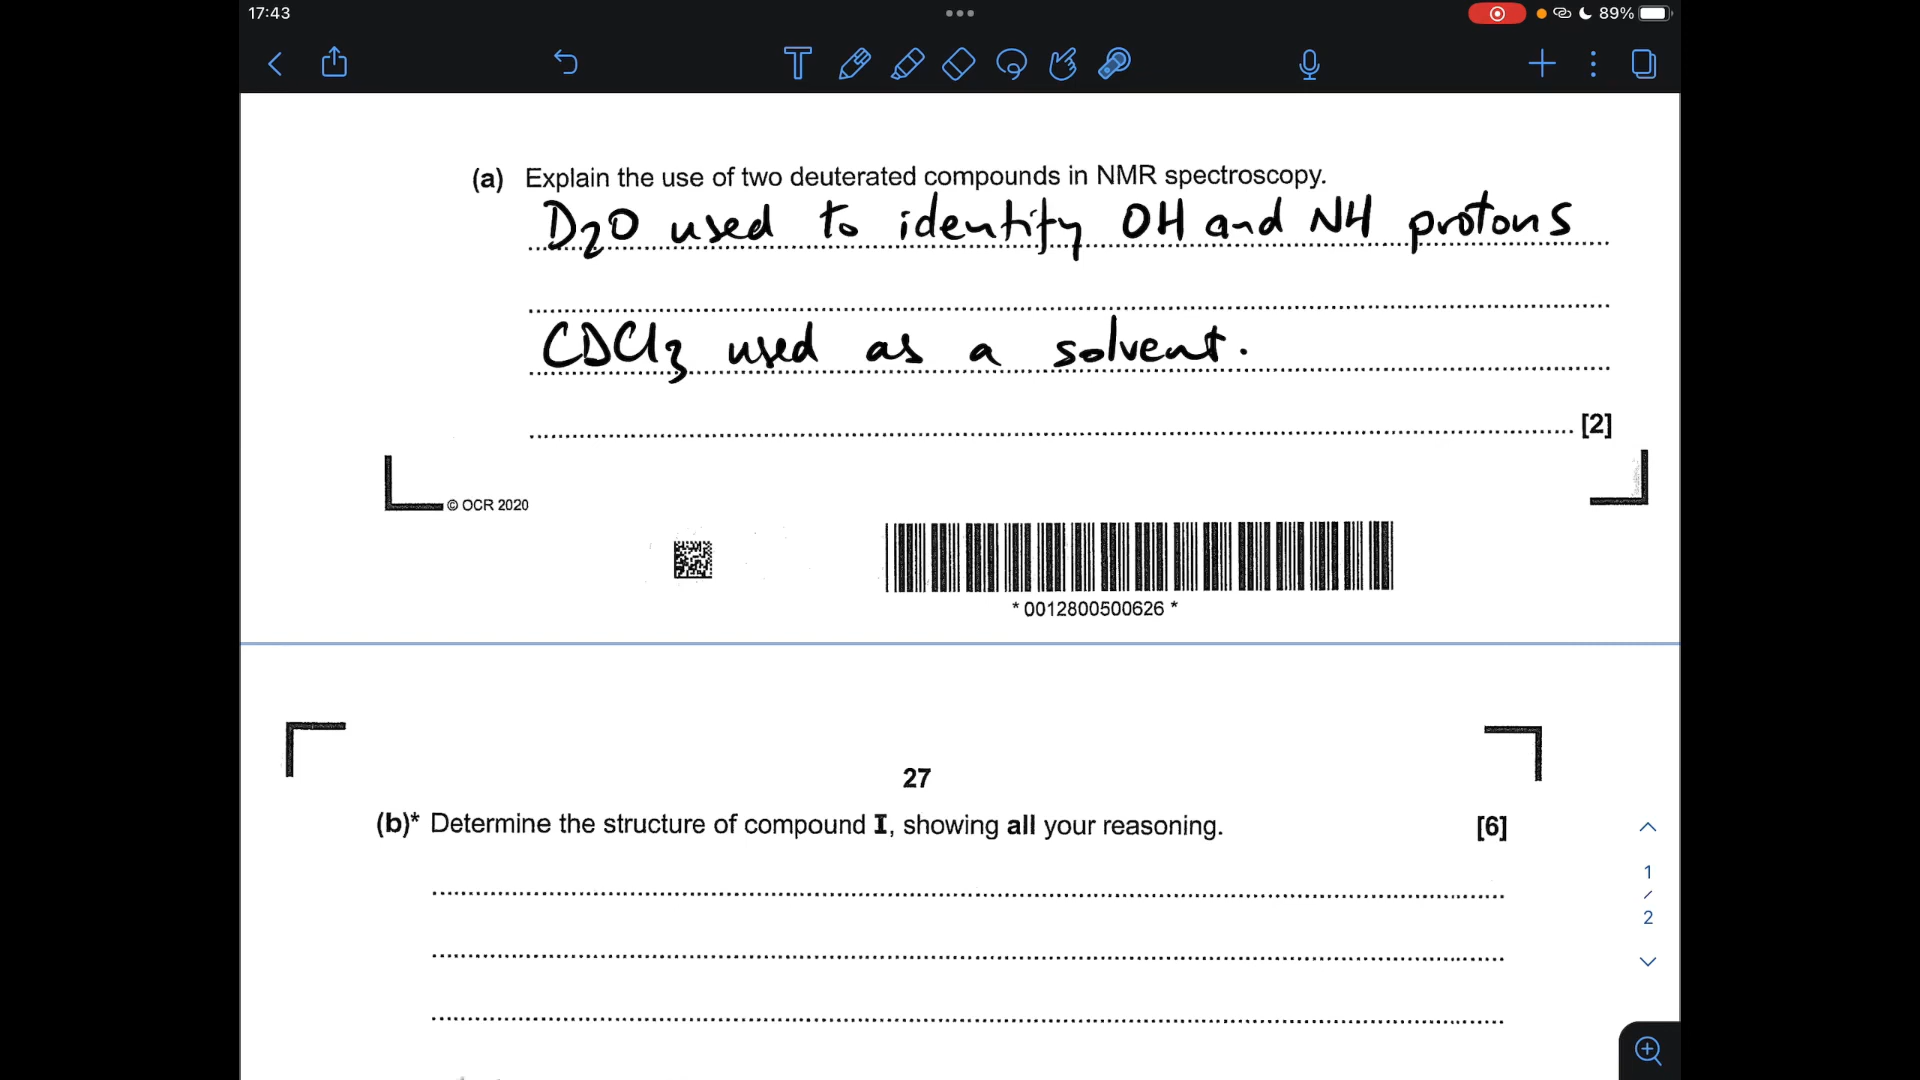 17:43
89%
(a) Explain the use of two deuterated compounds in NMR spectroscopy.
D₂O used to identify OH and NH protons
CDCl₃ used as a solvent.
[2]
© OCR 2020
*0012800500626*
27
(b)* Determine the structure of compound I, showing all your reasoning. [6]
1
/
2